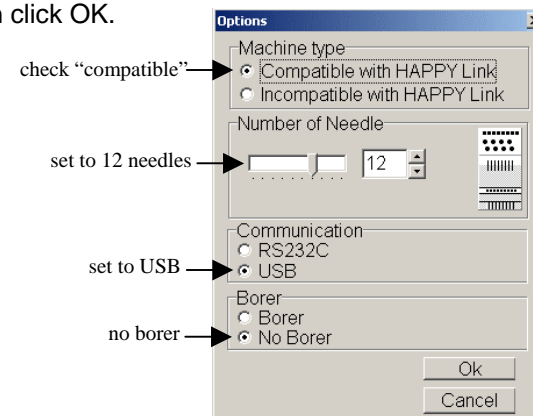 n click OK.
Options
Machine type
check “compatible”
Compatible with HAPPY Link
Incompatible with HAPPY Link
Number of Needle
set to 12 needles
12
Communication
RS232C
set to USB
USB
Borer
Borer
no borer
No Borer
Ok
Cancel